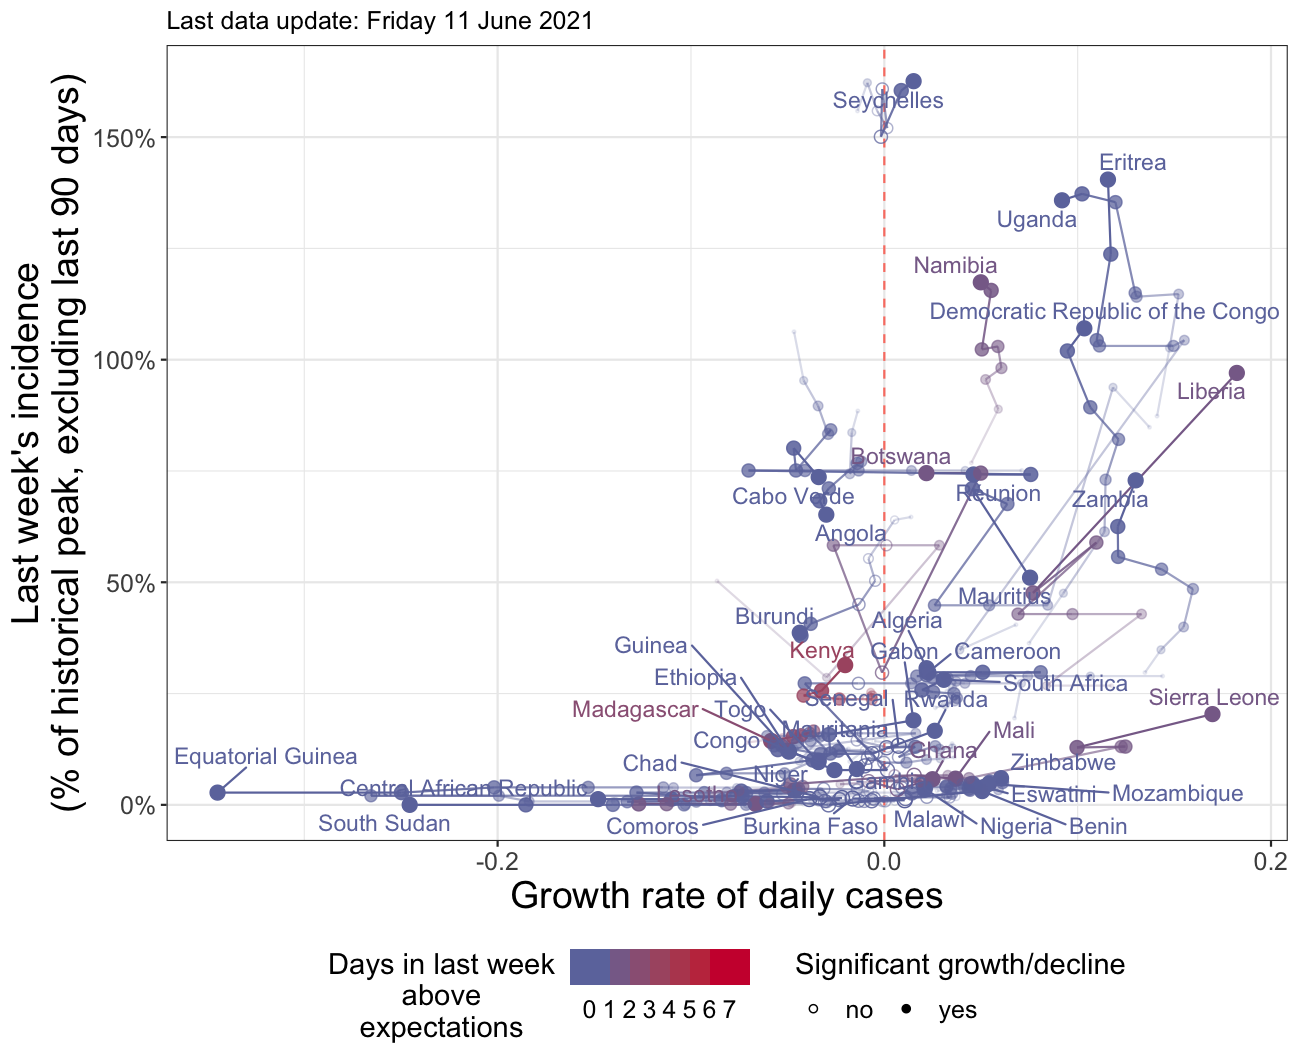 Last data update: Friday 11 June 2021
Last week's incidence
(% of historical peak, excluding last 90 days)
150%
100%
50%
0%
Seychelles
Eritrea
Uganda
Namibia
Democratic Republic of the Congo
Liberia
Botswana
Cabo Verde
Réunion
Zambia
Angola
Mauritius
Burundi
Algeria
Guinea
Kenya
Gabon
Cameroon
Ethiopia
South Africa
Senegal
Rwanda
Sierra Leone
Madagascar
Togo
Mauritania
Mali
Congo
Ghana
Equatorial Guinea
Chad
Niger
Zimbabwe
Central African Republic
Lesotho
Gambia
Eswatini
Mozambique
South Sudan
Comoros
Burkina Faso
Malawi
Nigeria
Benin
-0.2
0.0
0.2
Growth rate of daily cases
Days in last week
above
expectations
0 1 2 3 4 5 6 7
Significant growth/decline
no
yes